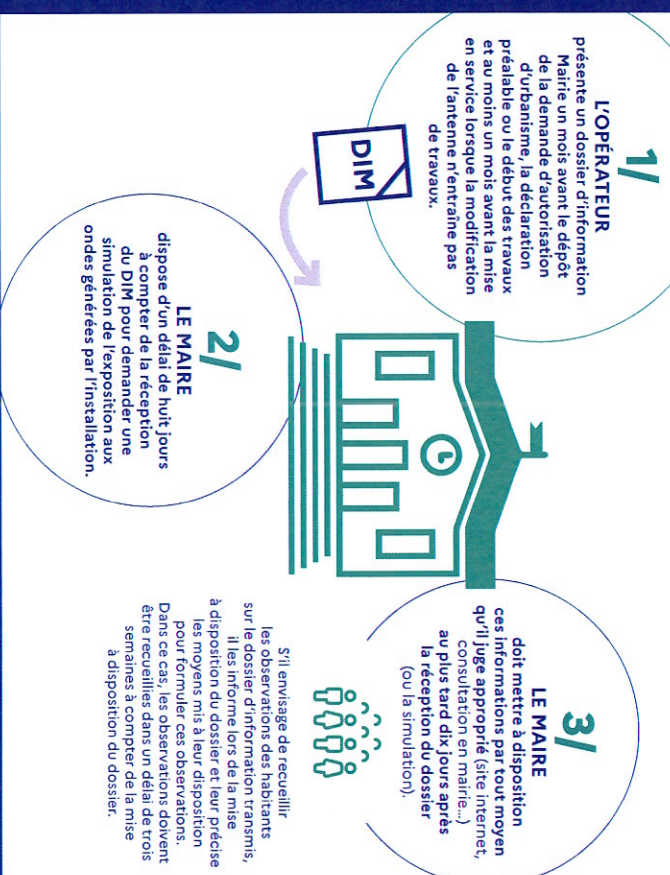 1/
L'OPÉRATEUR
présente un dossier d'information
Mairie un mois avant le dépôt
de la demande d'autorisation
d'urbanisme, la déclaration
préalable ou le début des travaux
et au moins un mois avant la mise
en service lorsque la modification
de l'antenne n'entraîne pas
de travaux.
DIM
2/
LE MAIRE
dispose d'un délai de huit jours
à compter de la réception
du DIM pour demander une
simulation de l'exposition aux
ondes générées par l'installation.
3/
LE MAIRE
doit mettre à disposition
ces informations par tout moyen
qu'il juge approprié (site internet,
consultation en mairie...)
au plus tard dix jours après
la réception du dossier
(ou la simulation).
S'il envisage de recueillir
les observations des habitants
sur le dossier d'information transmis,
il les informe lors de la mise
à disposition du dossier et leur précise
les moyens mis à leur disposition
pour formuler ces observations.
Dans ce cas, les observations doivent
être recueillies dans un délai de trois
semaines à compter de la mise
à disposition du dossier.